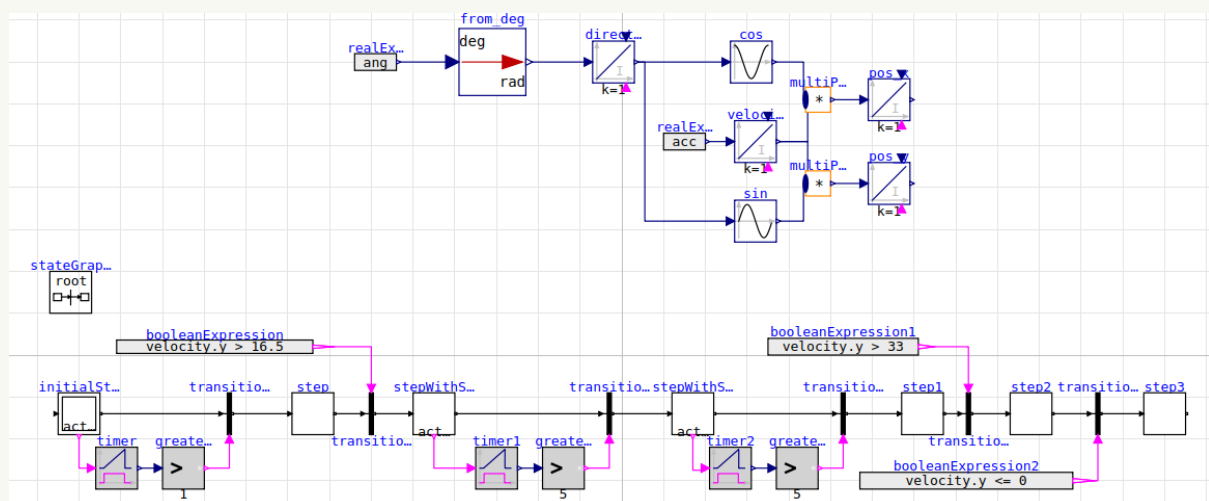 from_deg
realEx…
direct…
cos
deg
ang
rad
I
k=1
multiP…
*
pos_x
I
k=1
realEx…
veloci…
acc
I
k=1
multiP…
*
pos_y
I
k=1
sin
stateGrap…
root
booleanExpression
velocity.y > 16.5
booleanExpression1
velocity.y > 33
initialSt…
transitio…
step
stepWithS…
transitio…
stepWithS…
transitio…
step1
step2
transitio…
step3
act…
act…
act…
timer
greate…
transitio…
timer1
greate…
timer2
greate…
transitio…
>
>
>
1
5
5
booleanExpression2
velocity.y <= 0